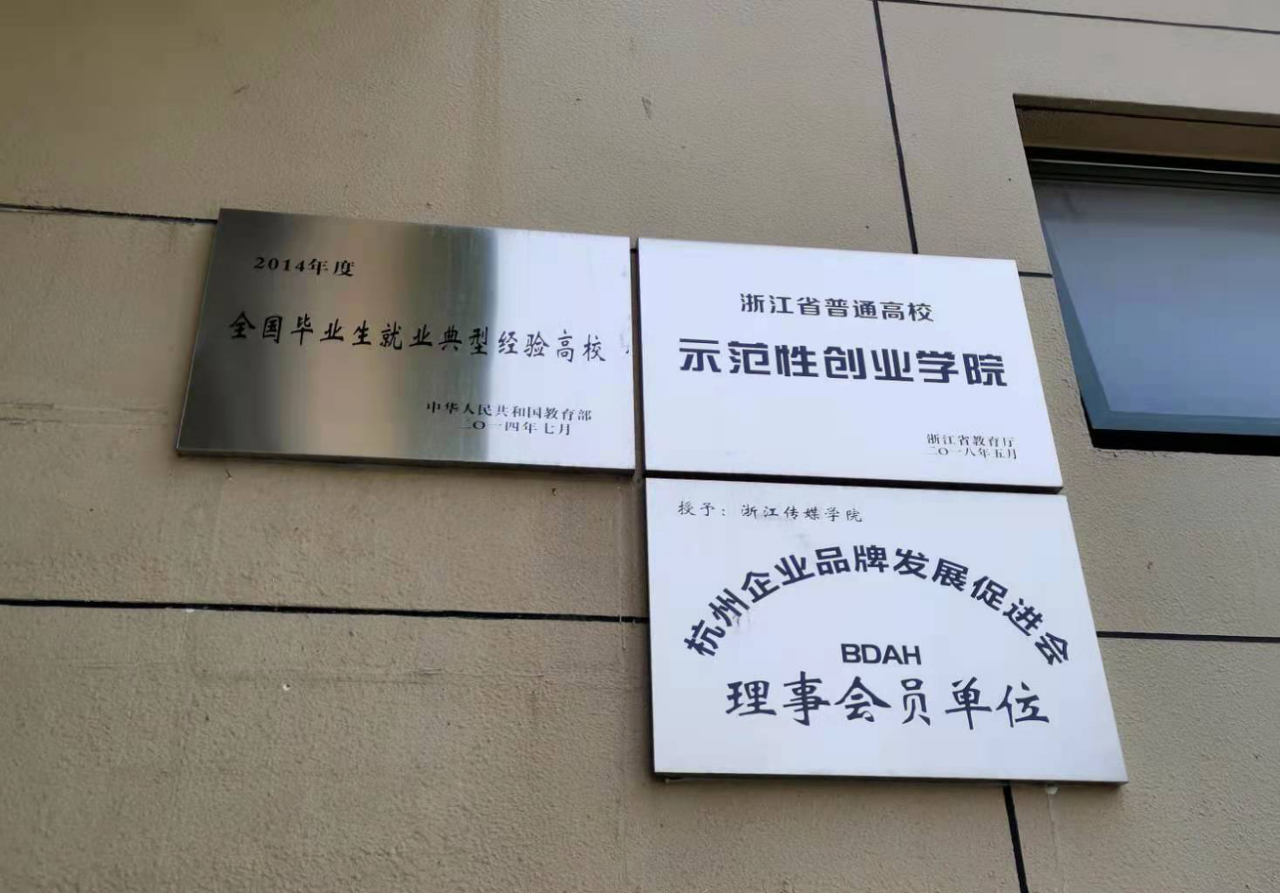 2014年度
全国毕业生就业典型经验高校
中华人民共和国教育部
二〇一四年七月
浙江省普通高校
示范性创业学院
浙江省教育厅
二〇一八年五月
授予：浙江传媒学院
杭州企业品牌发展促进会
BDAH
理事会员单位